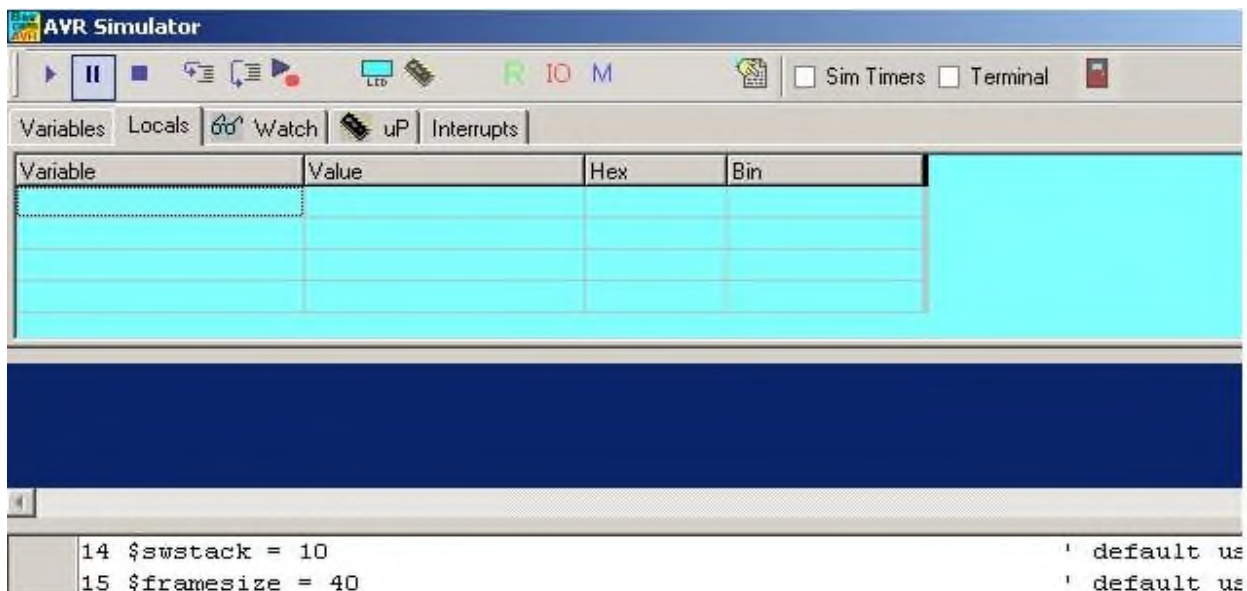 AVR Simulator
LCD R IO M Sim Timers Terminal
Variables Locals Watch uP Interrupts
Variable Value Hex Bin
14 $swstack = 10 ' default us
15 $framesize = 40 ' default us